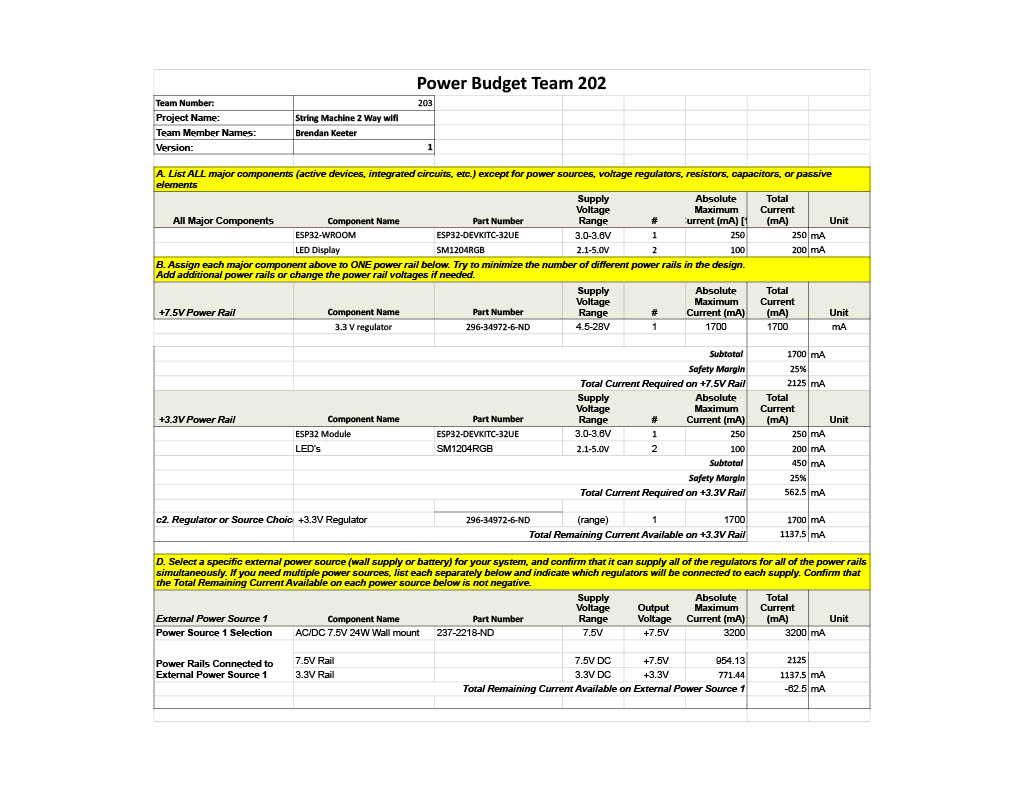 Power Budget Team 202
Team Number: 203
Project Name: String Machine 2 Way wifi
Team Member Names: Brendan Keeter
Version: 1
A. List ALL major components (active devices, integrated circuits, etc.) except for power sources, voltage regulators, resistors, capacitors, or passive
elements
All Major Components Component Name Part Number Supply Voltage Range # Absolute Maximum urrent (mA) [1 Total Current (mA) Unit
ESP32-WROOM ESP32-DEVKITC-32UE 3.0-3.6V 1 250 250 mA
LED Display SM1204RGB 2.1-5.0V 2 100 200 mA
B. Assign each major component above to ONE power rail below. Try to minimize the number of different power rails in the design.
Add additional power rails or change the power rail voltages if needed.
+7.5V Power Rail Component Name Part Number Supply Voltage Range # Absolute Maximum Current (mA) Total Current (mA) Unit
3.3 V regulator 296-34972-6-ND 4.5-28V 1 1700 1700 mA
Subtotal 1700 mA
Safety Margin 25%
Total Current Required on +7.5V Rail 2125 mA
+3.3V Power Rail Component Name Part Number Supply Voltage Range # Absolute Maximum Current (mA) Total Current (mA) Unit
ESP32 Module ESP32-DEVKITC-32UE 3.0-3.6V 1 250 250 mA
LED's SM1204RGB 2.1-5.0V 2 100 200 mA
Subtotal 450 mA
Safety Margin 25%
Total Current Required on +3.3V Rail 562.5 mA
c2. Regulator or Source Choic +3.3V Regulator 296-34972-6-ND (range) 1 1700 1700 mA
Total Remaining Current Available on +3.3V Rail 1137.5 mA
D. Select a specific external power source (wall supply or battery) for your system, and confirm that it can supply all of the regulators for all of the power rails
simultaneously. If you need multiple power sources, list each separately below and indicate which regulators will be connected to each supply. Confirm that
the Total Remaining Current Available on each power source below is not negative.
External Power Source 1 Component Name Part Number Supply Voltage Range Output Voltage Absolute Maximum Current (mA) Total Current (mA) Unit
Power Source 1 Selection AC/DC 7.5V 24W Wall mount 237-2218-ND 7.5V +7.5V 3200 3200 mA
Power Rails Connected to External Power Source 1
7.5V Rail 7.5V DC +7.5V 954.13 2125
3.3V Rail 3.3V DC +3.3V 771.44 1137.5 mA
Total Remaining Current Available on External Power Source 1 -62.5 mA